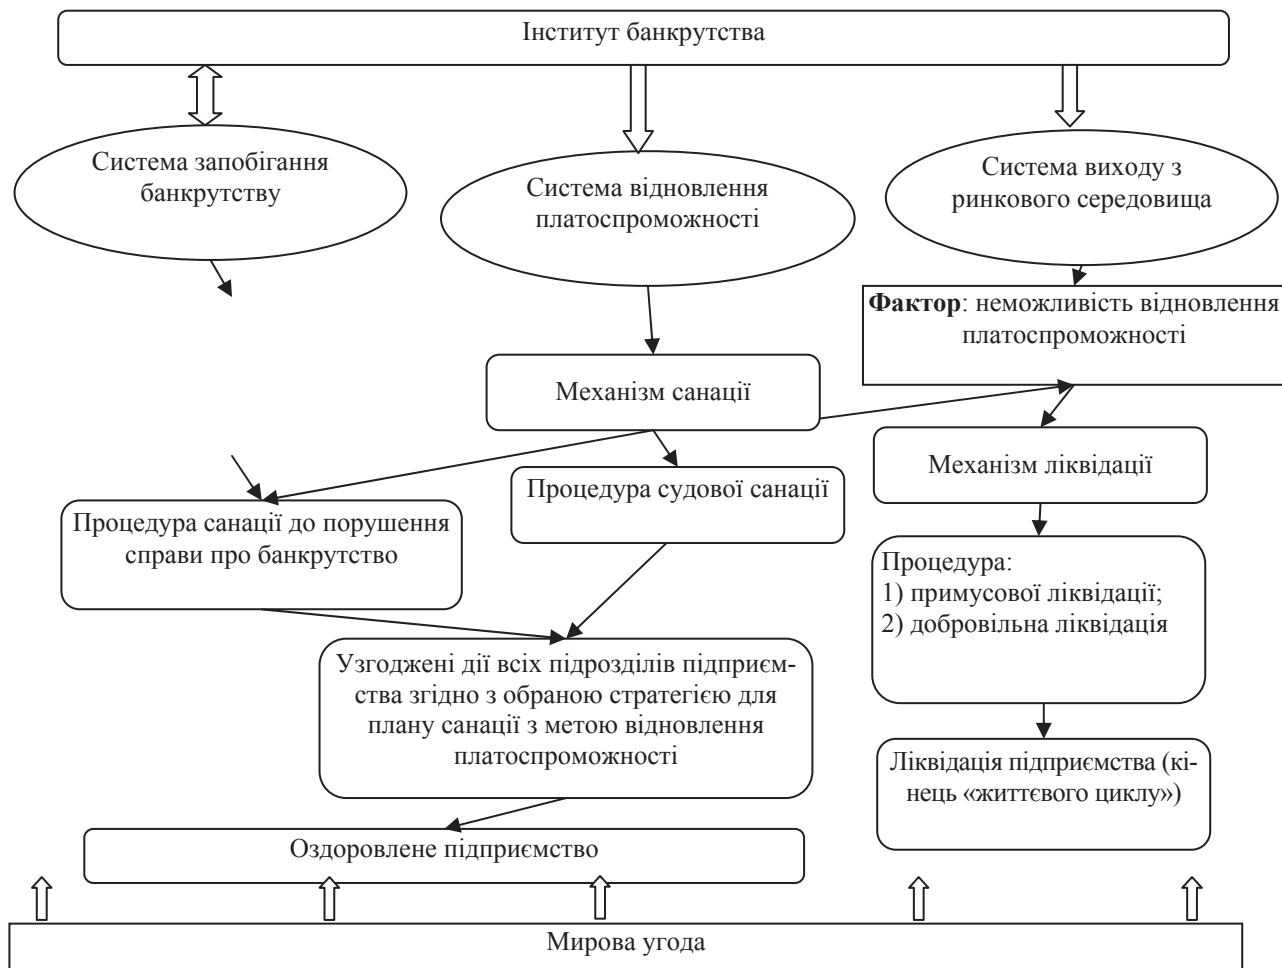 Інститут банкрутства
Система запобігання
банкрутству
Система відновлення
платоспроможності
Система виходу з
ринкового середовища
Фактор: неможливість відновлення
платоспроможності
Механізм санації
Механізм ліквідації
Процедура судової санації
Процедура санації до порушення
справи про банкрутство
Процедура:
1) примусової ліквідації;
2) добровільна ліквідація
Узгоджені дії всіх підрозділів підприєм-
ства згідно з обраною стратегією для
плану санації з метою відновлення
платоспроможності
Ліквідація підприємства (кі-
нець «життєвого циклу»)
Оздоровлене підприємство
Мирова угода